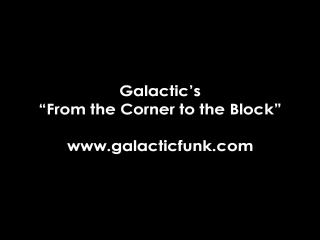 Galactic’s
“From the Corner to the Block”
www.galacticfunk.com